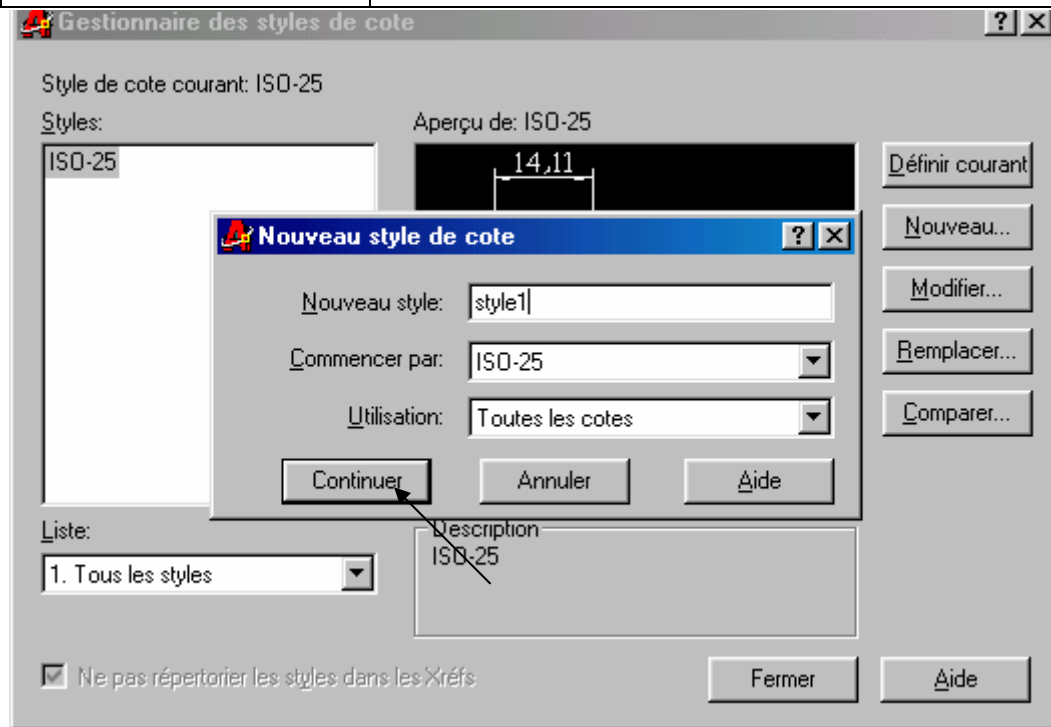 Gestionnaire des styles de cote
Style de cote courant: ISO-25
Styles:
Aperçu de: ISO-25
ISO-25
14,11
Définir courant
Nouveau...
Modifier...
Remplacer...
Comparer...
Nouveau style de cote
Nouveau style: style1
Commencer par: ISO-25
Utilisation: Toutes les cotes
Continuer Annuler Aide
Liste:
1. Tous les styles
Description
ISO-25
Ne pas répertorier les styles dans les Xréfs
Fermer Aide